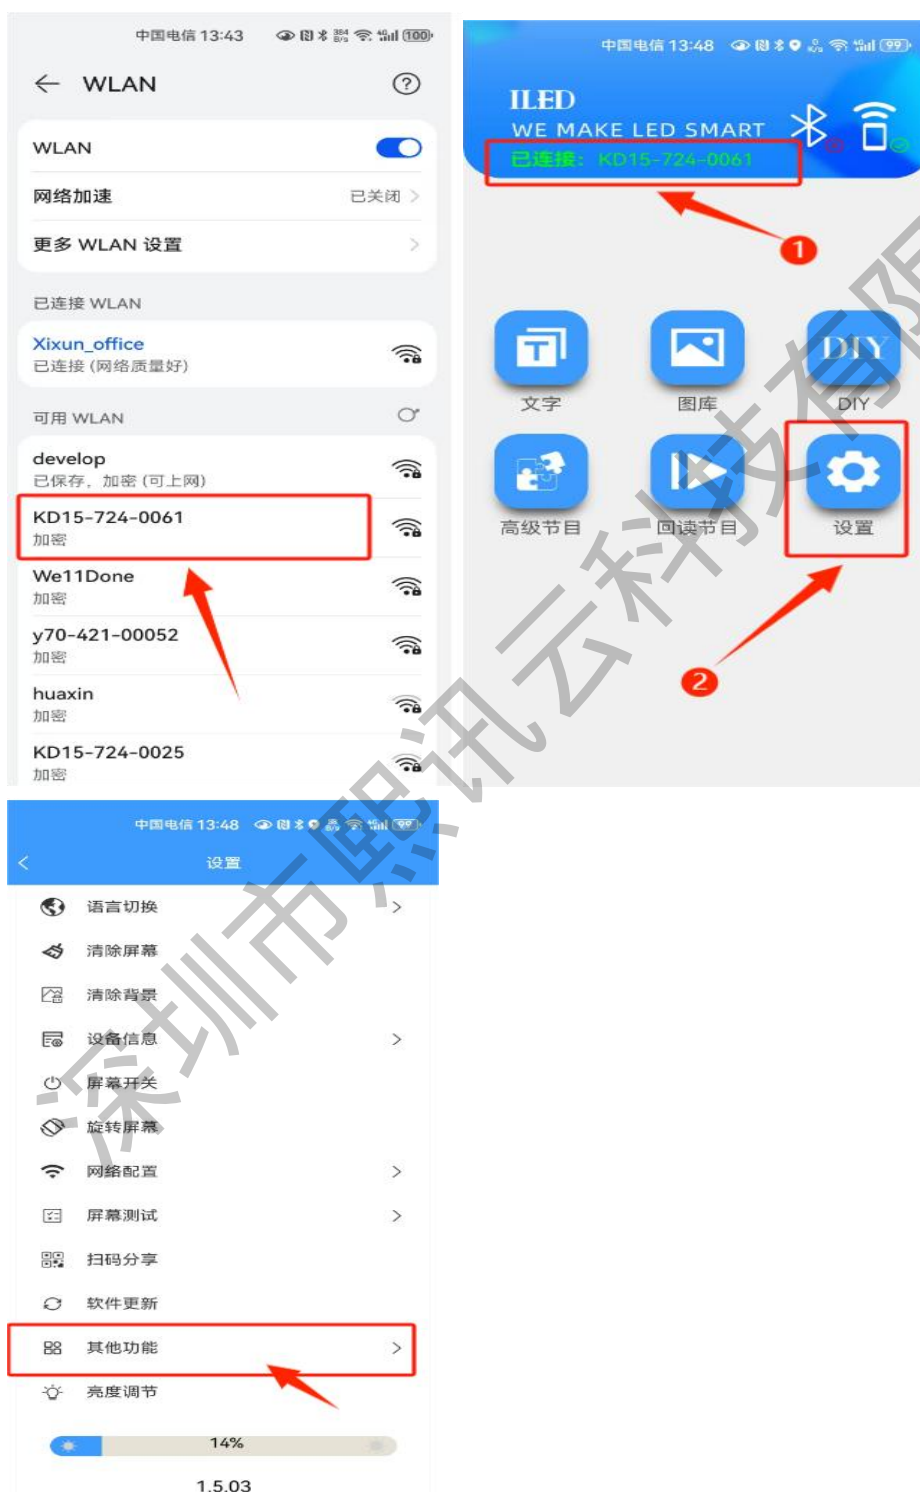 中国电信 13:43
100
WLAN
WLAN
网络加速 已关闭
更多 WLAN 设置
已连接 WLAN
Xixun_office
已连接 (网络质量好)
可用 WLAN
develop
已保存，加密 (可上网)
KD15-724-0061
加密
We11Done
加密
y70-421-00052
加密
huaxin
加密
KD15-724-0025
加密
中国电信 13:48
99
ILED
WE MAKE LED SMART
已连接：KD15-724-0061
1
文字 图库 DIY
DIY
高级节目 回读节目 设置
2
中国电信 13:48
99
设置
语言切换
清除屏幕
清除背景
设备信息
屏幕开关
旋转屏幕
网络配置
屏幕测试
扫码分享
软件更新
其他功能
亮度调节
14%
1.5.03
深圳市熙讯云科技有限